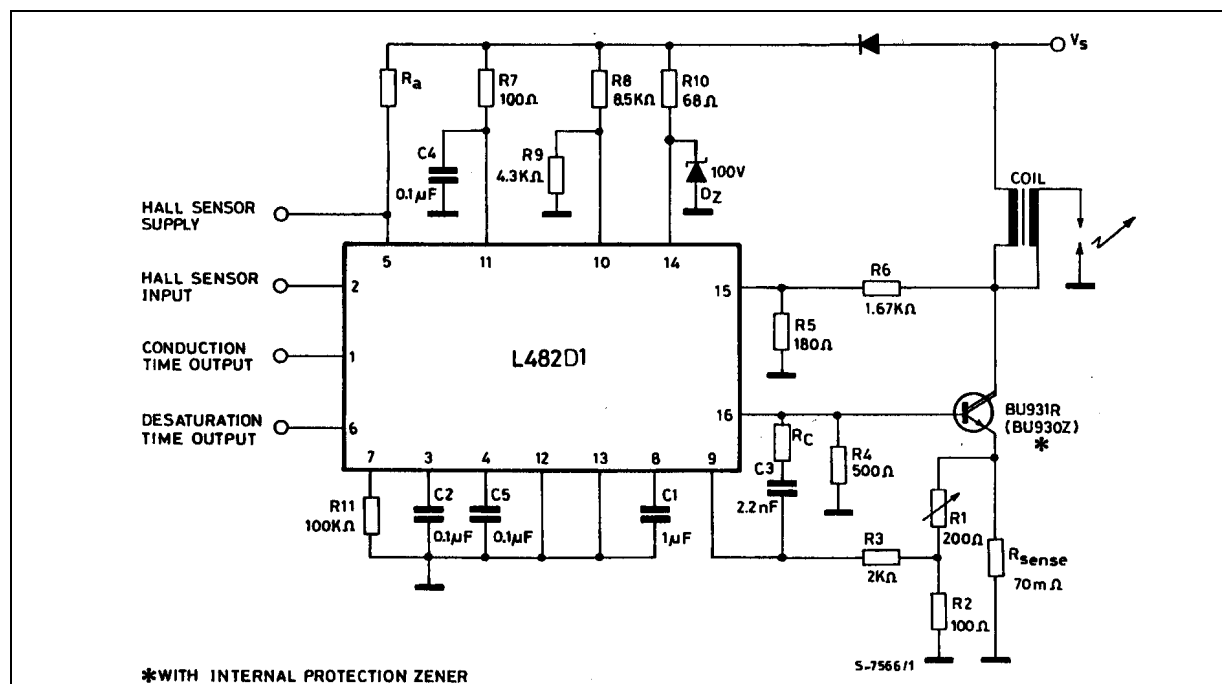 Vs
Ra
R7
100Ω
R8
8.5KΩ
R10
68Ω
C4
0.1µF
R9
4.3KΩ
100V
DZ
COIL
HALL SENSOR
SUPPLY
5
11
10
14
HALL SENSOR
INPUT
2
15
R6
1.67KΩ
R5
180Ω
CONDUCTION
TIME OUTPUT
1
L482D1
DESATURATION
TIME OUTPUT
6
16
BU931R
(BU930Z)
*
RC
R4
500Ω
C3
2.2nF
7
3
4
12
13
8
9
R11
100KΩ
C2
0.1µF
C5
0.1µF
C1
1µF
R3
2KΩ
R1
200Ω
Rsense
70mΩ
R2
100Ω
S-7566/1
*WITH INTERNAL PROTECTION ZENER